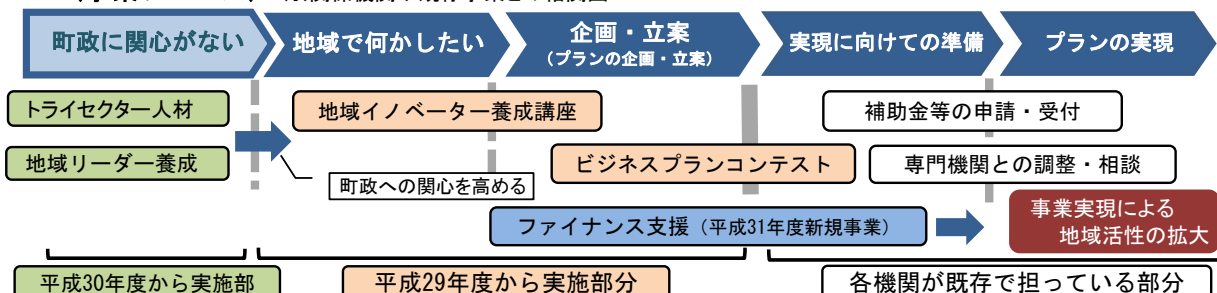 町政に関心がない
地域で何かしたい
企画・立案
（プランの企画・立案）
実現に向けての準備
プランの実現
トライセクター人材
地域イノベーター養成講座
補助金等の申請・受付
地域リーダー養成
ビジネスプランコンテスト
専門機関との調整・相談
町政への関心を高める
ファイナンス支援（平成31年度新規事業）
事業実現による
地域活性の拡大
平成30年度から実施部
平成29年度から実施部分
各機関が既存で担っている部分